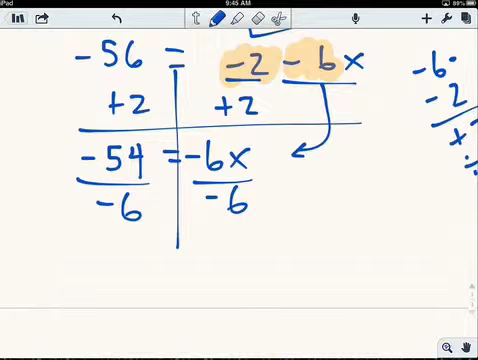 iPad
9:45 AM
89%
-56 = -2 -6x
+2 +2
-54 = -6x
-6 -6
-6
-2
x